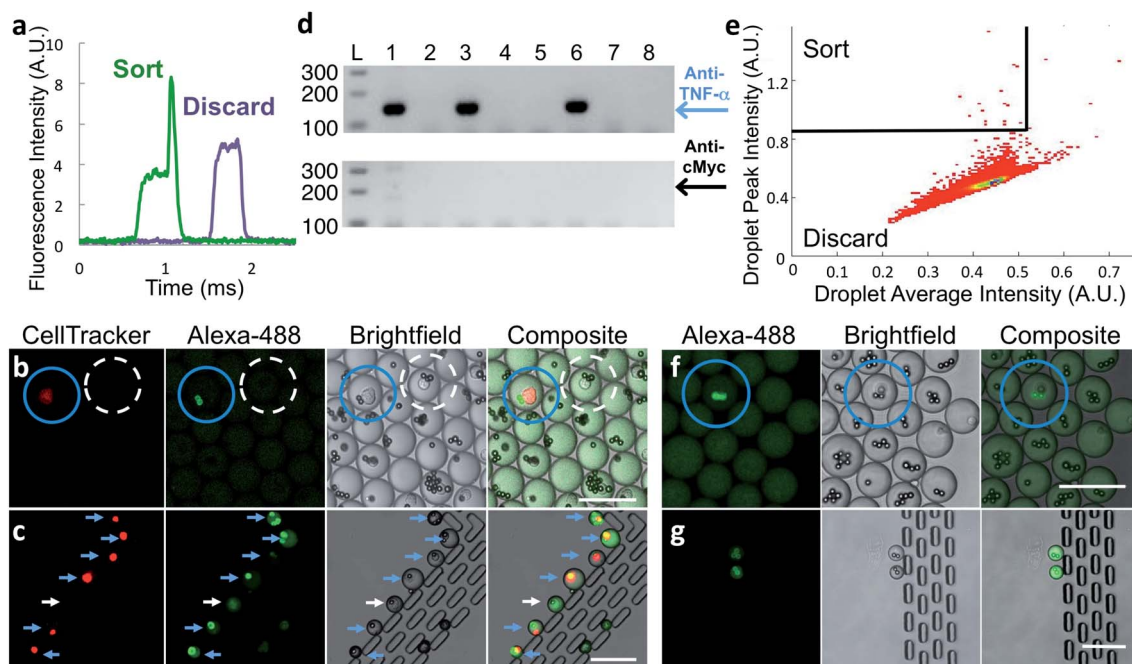 a
Fluorescence Intensity (A.U.)
10
8
6
4
2
0
Sort
Discard
0 1 2
Time (ms)
d
L 1 2 3 4 5 6 7 8
300
200
100
Anti-
TNF-α
300
200
100
Anti-
cMyc
e
Droplet Peak Intensity (A.U.)
1.2
0.8
0.4
0
Sort
Discard
0 0.1 0.2 0.3 0.4 0.5 0.6 0.7
Droplet Average Intensity (A.U.)
CellTracker Alexa-488 Brightfield Composite
b
c
Alexa-488 Brightfield Composite
f
g